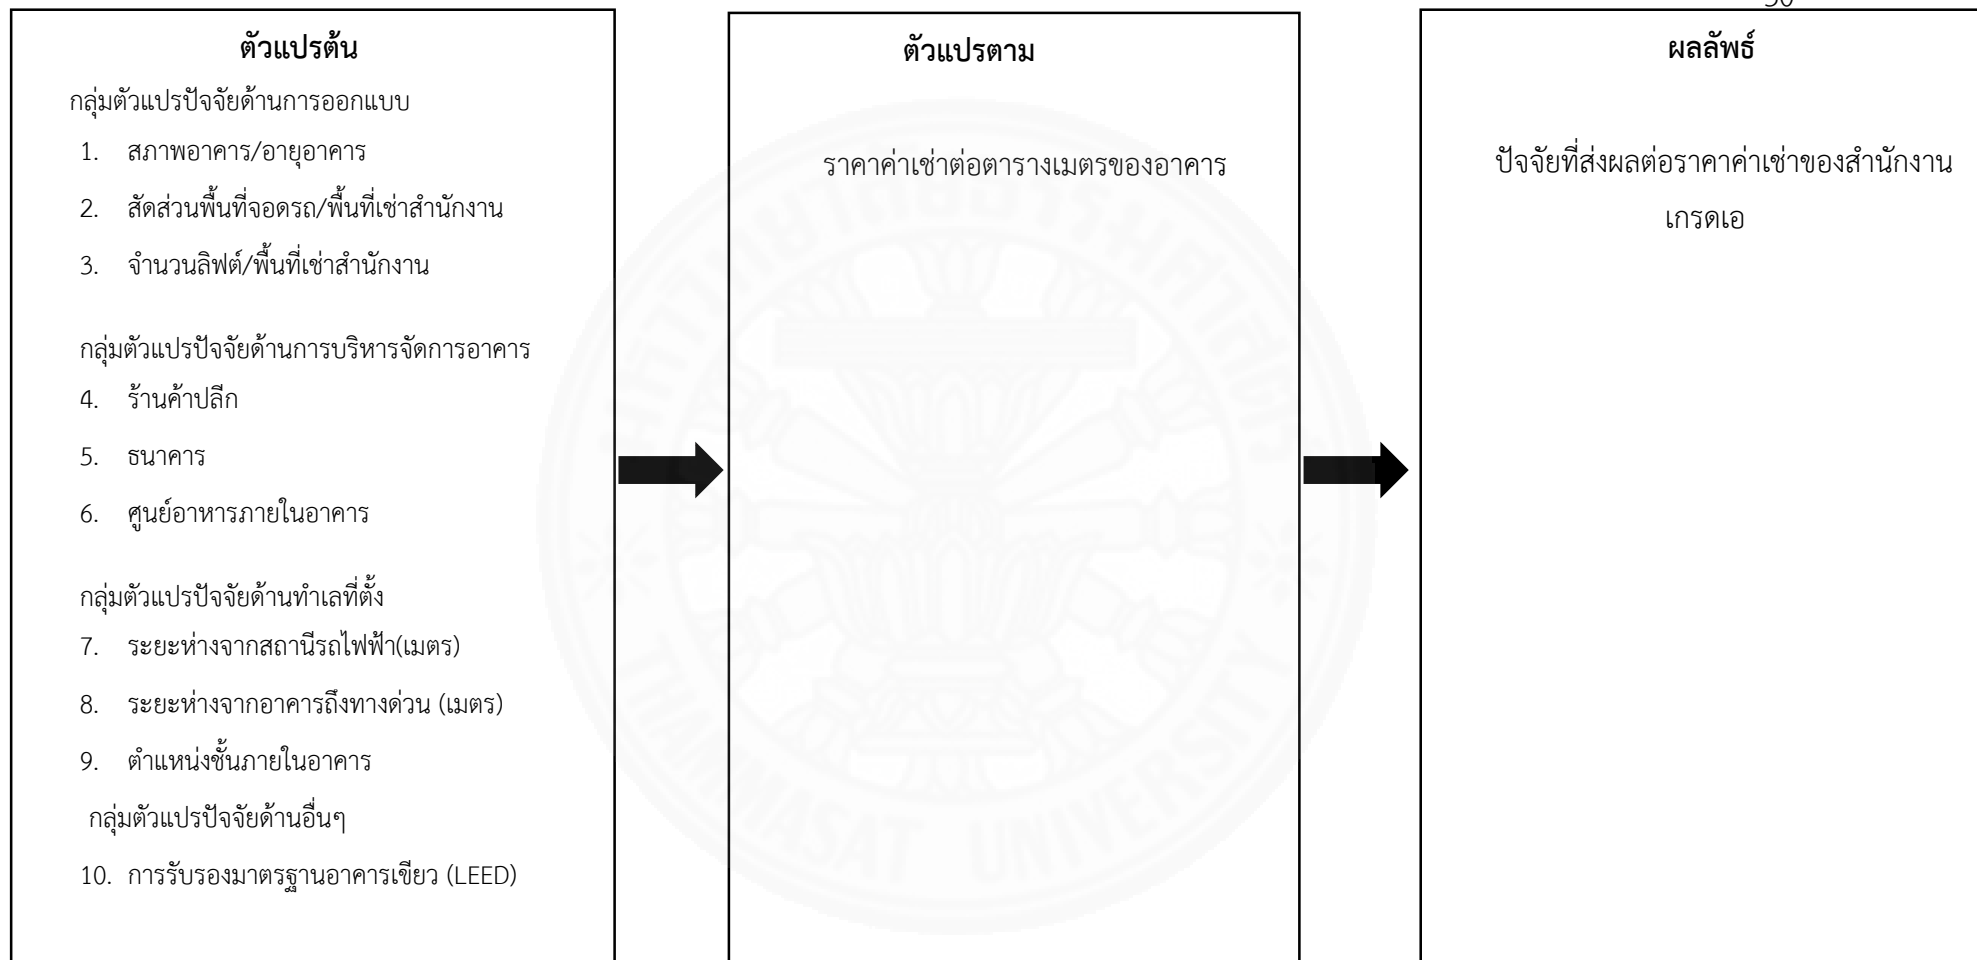 ตัวแปรต้น
กลุ่มตัวแปรปัจจัยด้านการออกแบบ
1. สภาพอาคาร/อายุอาคาร
2. สัดส่วนพื้นที่จอดรถ/พื้นที่เช่าสำนักงาน
3. จำนวนลิฟต์/พื้นที่เช่าสำนักงาน
กลุ่มตัวแปรปัจจัยด้านการบริหารจัดการอาคาร
4. ร้านค้าปลีก
5. ธนาคาร
6. ศูนย์อาหารภายในอาคาร
กลุ่มตัวแปรปัจจัยด้านทำเลที่ตั้ง
7. ระยะห่างจากสถานีรถไฟฟ้า(เมตร)
8. ระยะห่างจากอาคารถึงทางด่วน (เมตร)
9. ตำแหน่งชั้นภายในอาคาร
กลุ่มตัวแปรปัจจัยด้านอื่นๆ
10. การรับรองมาตรฐานอาคารเขียว (LEED)
ตัวแปรตาม
ราคาค่าเช่าต่อตารางเมตรของอาคาร
ผลลัพธ์
ปัจจัยที่ส่งผลต่อราคาค่าเช่าของสำนักงาน
เกรดเอ
มหาวิทยาลัยธรรมศาสตร์
THAMMASAT UNIVERSITY